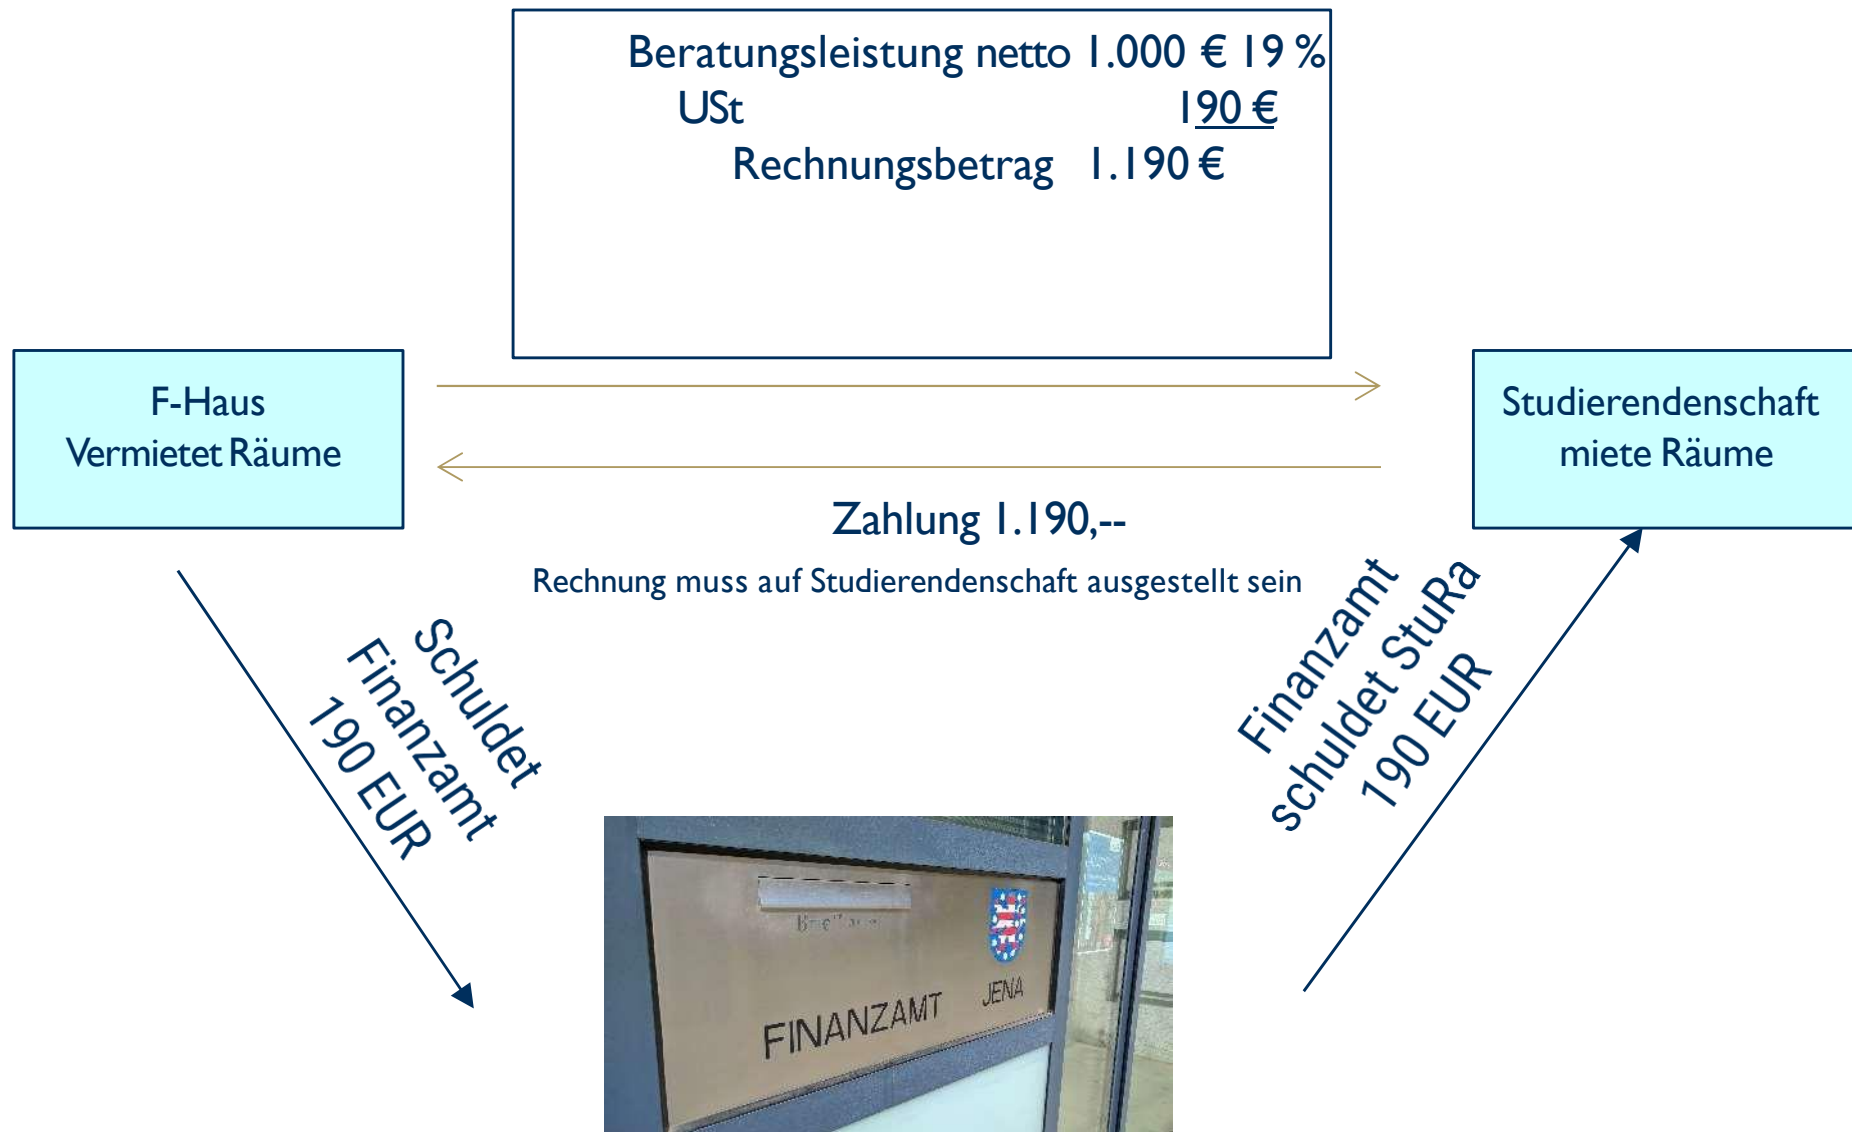 Beratungsleistung netto 1.000 € 19 %
USt 190 €
Rechnungsbetrag 1.190 €
F-Haus
Vermietet Räume
Studierendenschaft
miete Räume
Zahlung 1.190,--
Rechnung muss auf Studierendenschaft ausgestellt sein
Schuldet
Finanzamt
190 EUR
Finanzamt
schuldet StuRa
190 EUR
FINANZAMT JENA